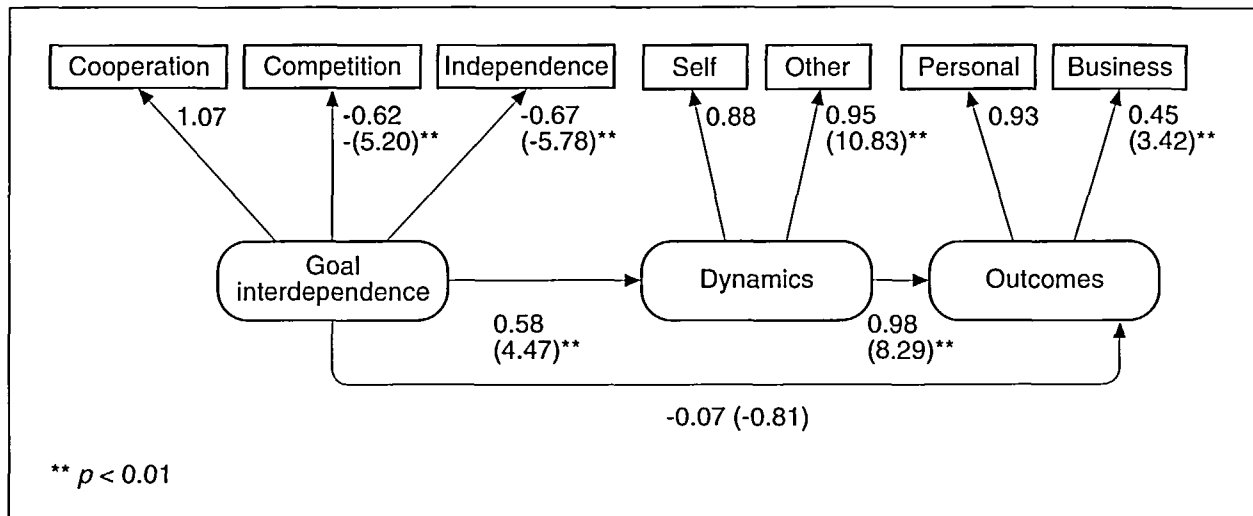 Cooperation Competition Independence Self Other Personal Business
1.07 -0.62 -0.67 0.88 0.95 0.93 0.45
-(5.20)** (-5.78)** (10.83)** (3.42)**
Goal
interdependence
Dynamics
Outcomes
0.58 0.98
(4.47)** (8.29)**
-0.07 (-0.81)
** p < 0.01